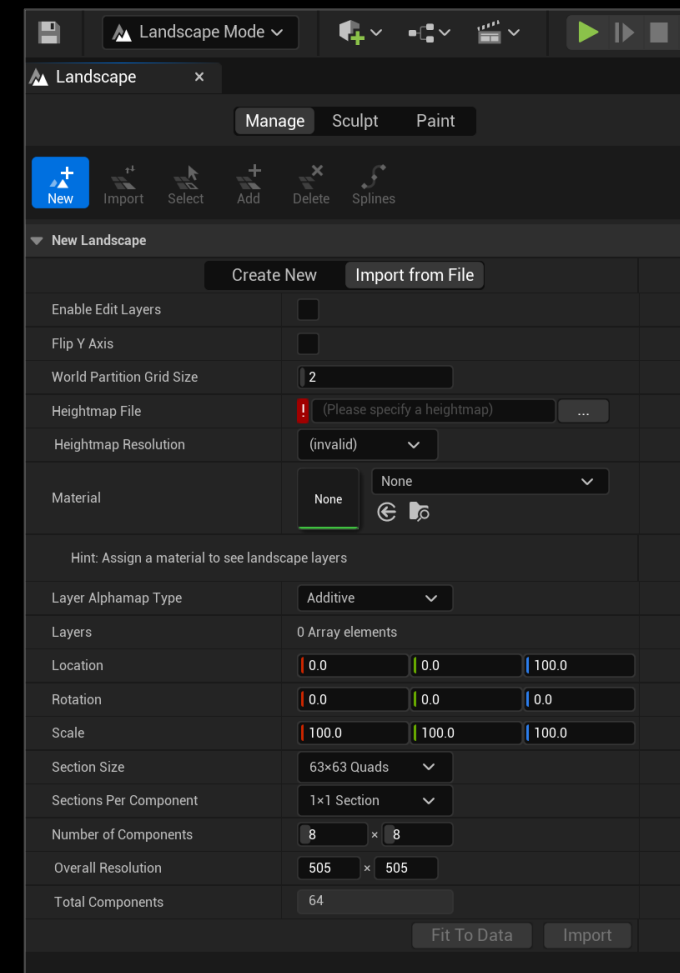 Landscape Mode
Landscape ×
Manage Sculpt Paint
New Import Select Add Delete Splines
New Landscape
Create New Import from File
Enable Edit Layers
Flip Y Axis
World Partition Grid Size 2
Heightmap File ! (Please specify a heightmap) ...
Heightmap Resolution (invalid)
Material None None
Hint: Assign a material to see landscape layers
Layer Alphamap Type Additive
Layers 0 Array elements
Location 0.0 0.0 100.0
Rotation 0.0 0.0 0.0
Scale 100.0 100.0 100.0
Section Size 63×63 Quads
Sections Per Component 1×1 Section
Number of Components 8 × 8
Overall Resolution 505 × 505
Total Components 64
Fit To Data Import